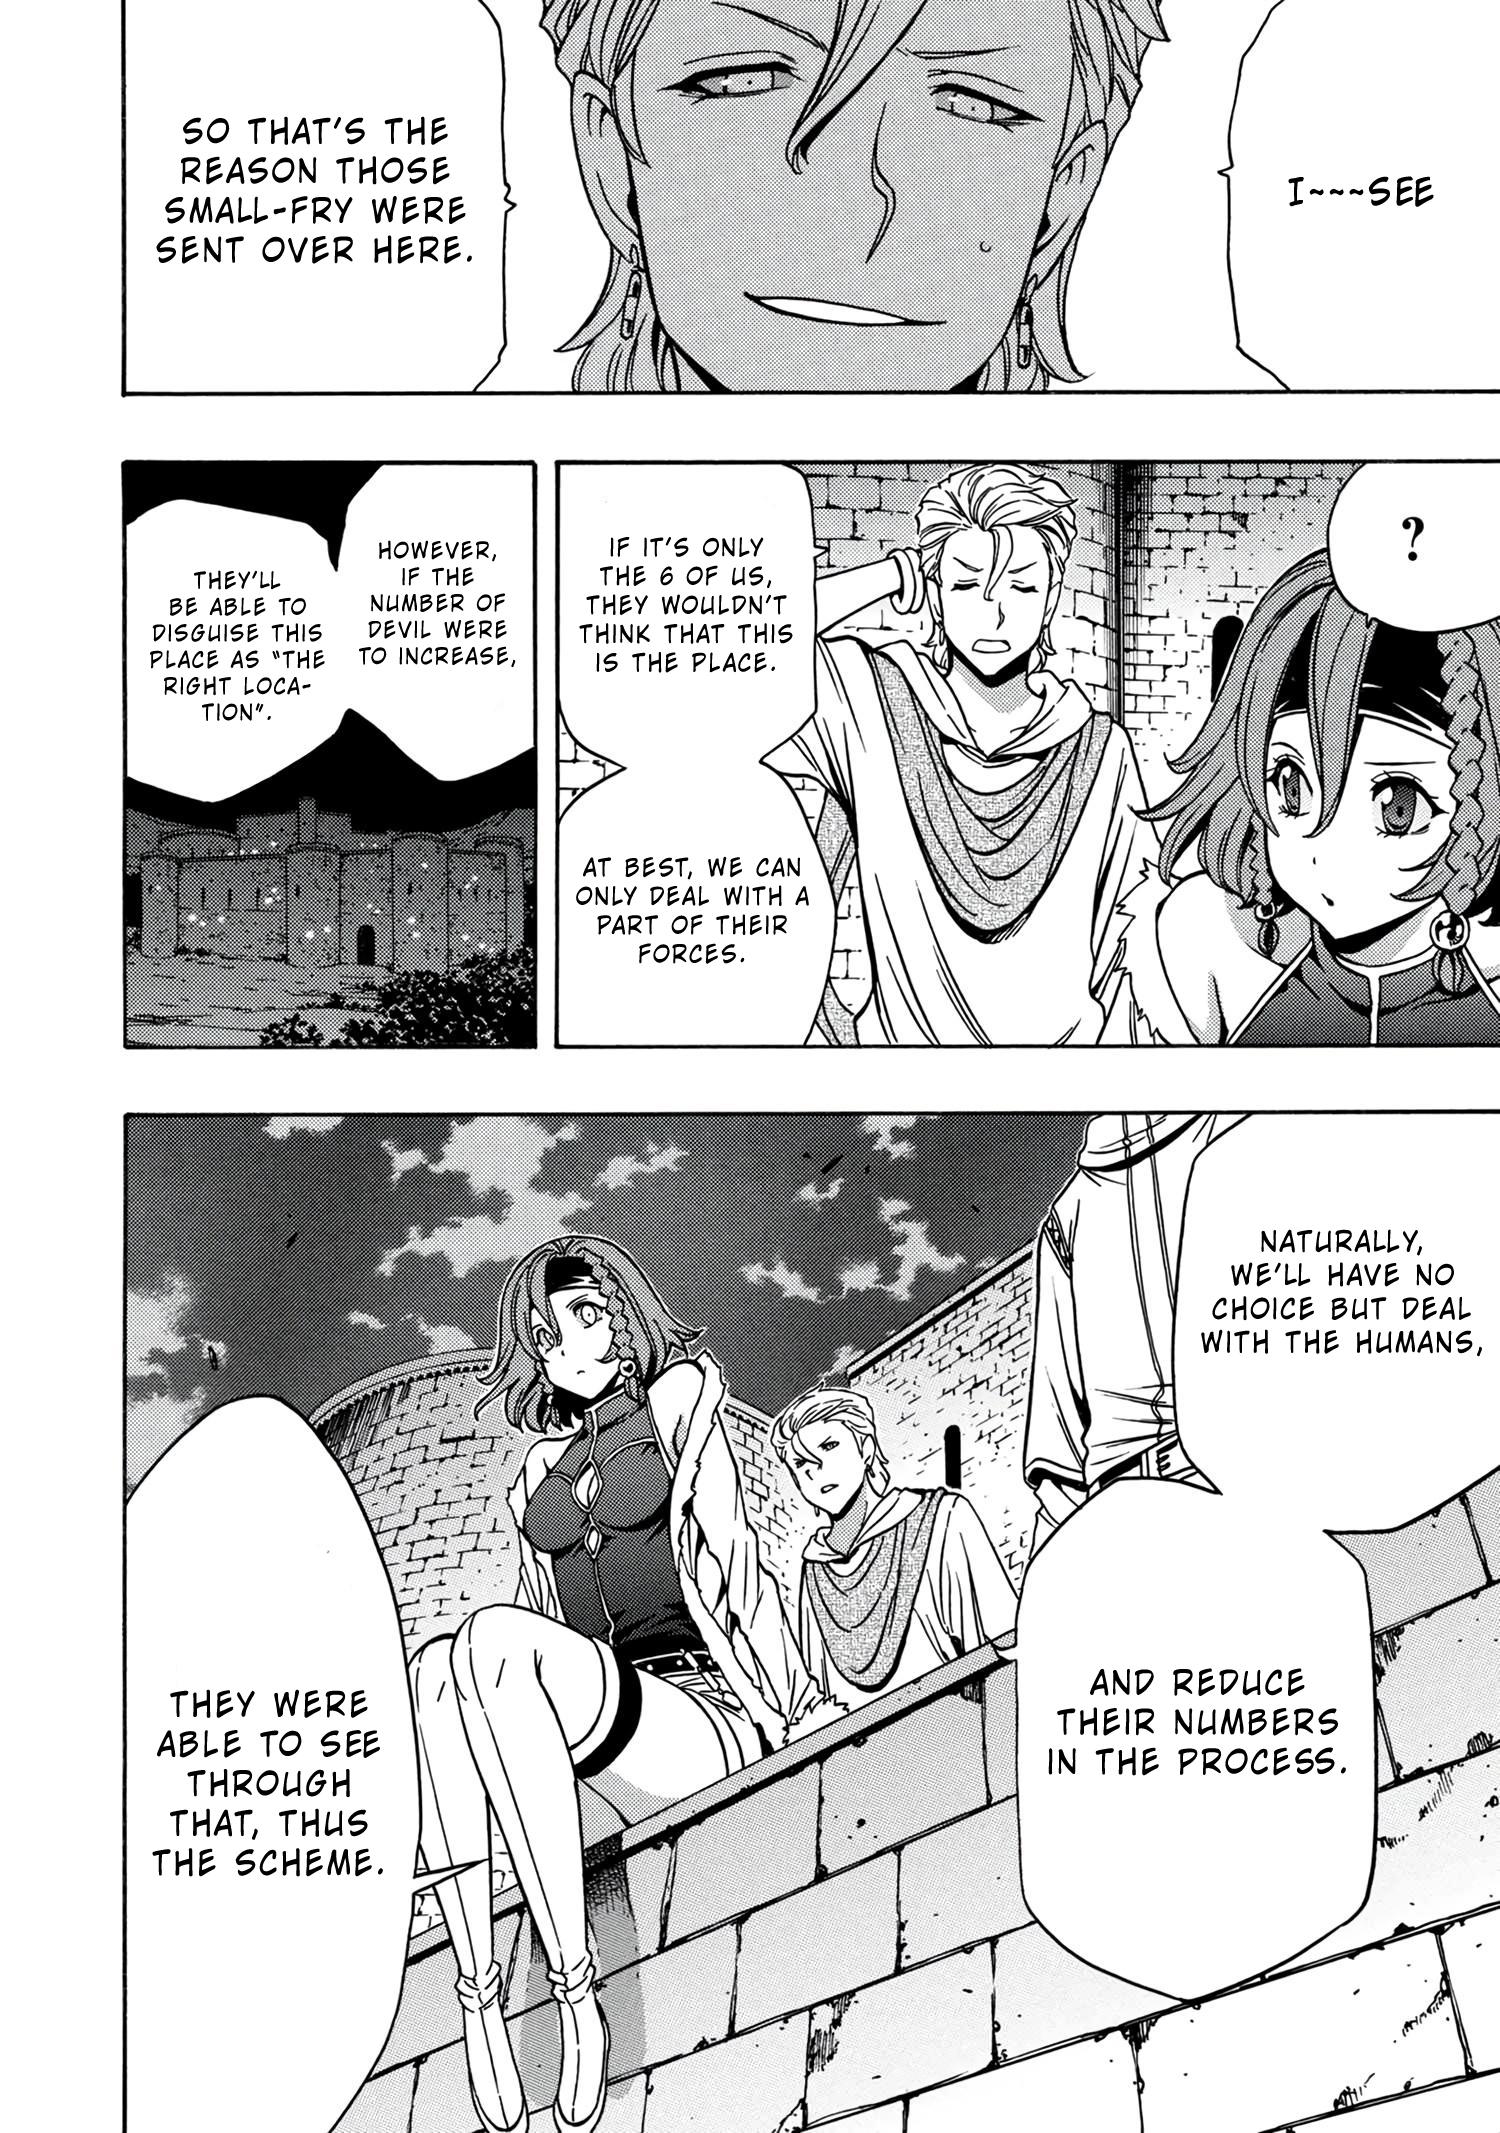 I~~~SEE
SO THAT'S THE
REASON THOSE
SMALL-FRY WERE
SENT OVER HERE.
?
IF IT'S ONLY
THE 6 OF US,
THEY WOULDN'T
THINK THAT THIS
IS THE PLACE.
AT BEST, WE CAN
ONLY DEAL WITH A
PART OF THEIR
FORCES.
HOWEVER,
IF THE
NUMBER OF
DEVIL WERE
TO INCREASE,
THEY'LL
BE ABLE TO
DISGUISE THIS
PLACE AS "THE
RIGHT LOCA-
TION".
NATURALLY,
WE'LL HAVE NO
CHOICE BUT DEAL
WITH THE HUMANS,
AND REDUCE
THEIR NUMBERS
IN THE PROCESS.
THEY WERE
ABLE TO SEE
THROUGH
THAT, THUS
THE SCHEME.